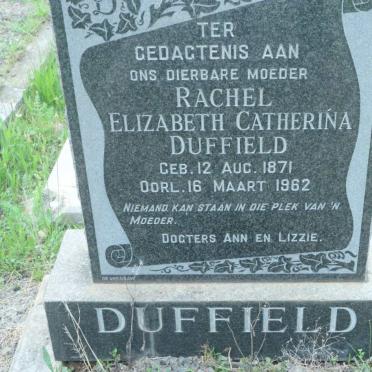 TER
GEDAGTENIS AAN
ONS DIERBARE MOEDER
RACHEL
ELIZABETH CATHERINA
DUFFIELD
GEB. 12 AUG. 1871
OORL. 16 MAART 1962
NIEMAND KAN STAAN IN DIE PLEK VAN 'N
MOEDER.
DOGTERS ANN EN LIZZIE.
DUFFIELD